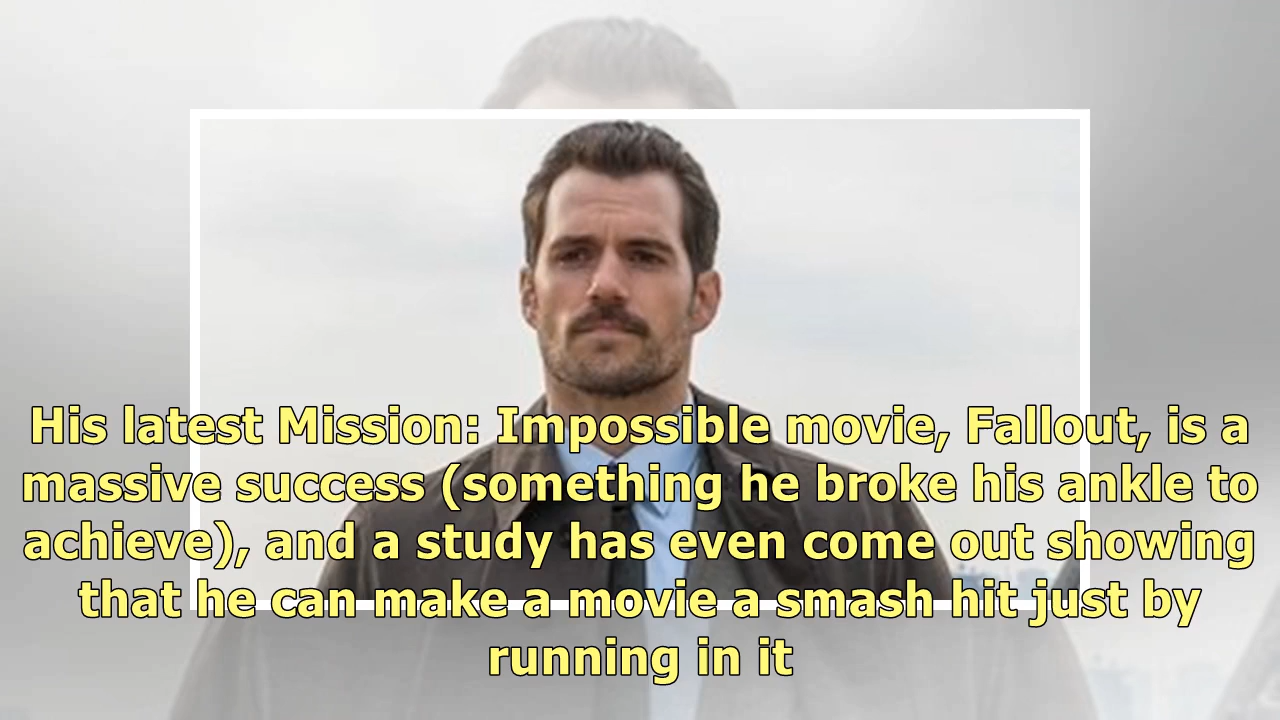 His latest Mission: Impossible movie, Fallout, is a
massive success (something he broke his ankle to
achieve), and a study has even come out showing
that he can make a movie a smash hit just by
running in it